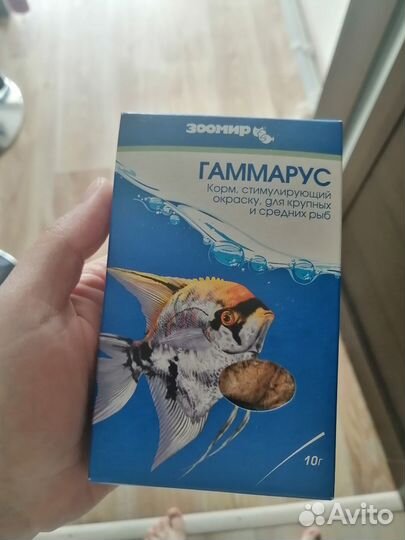 ЗООМИР
ГАММАРУС
Корм, стимулирующий
окраску, для крупных
и средних рыб
10г
Avito